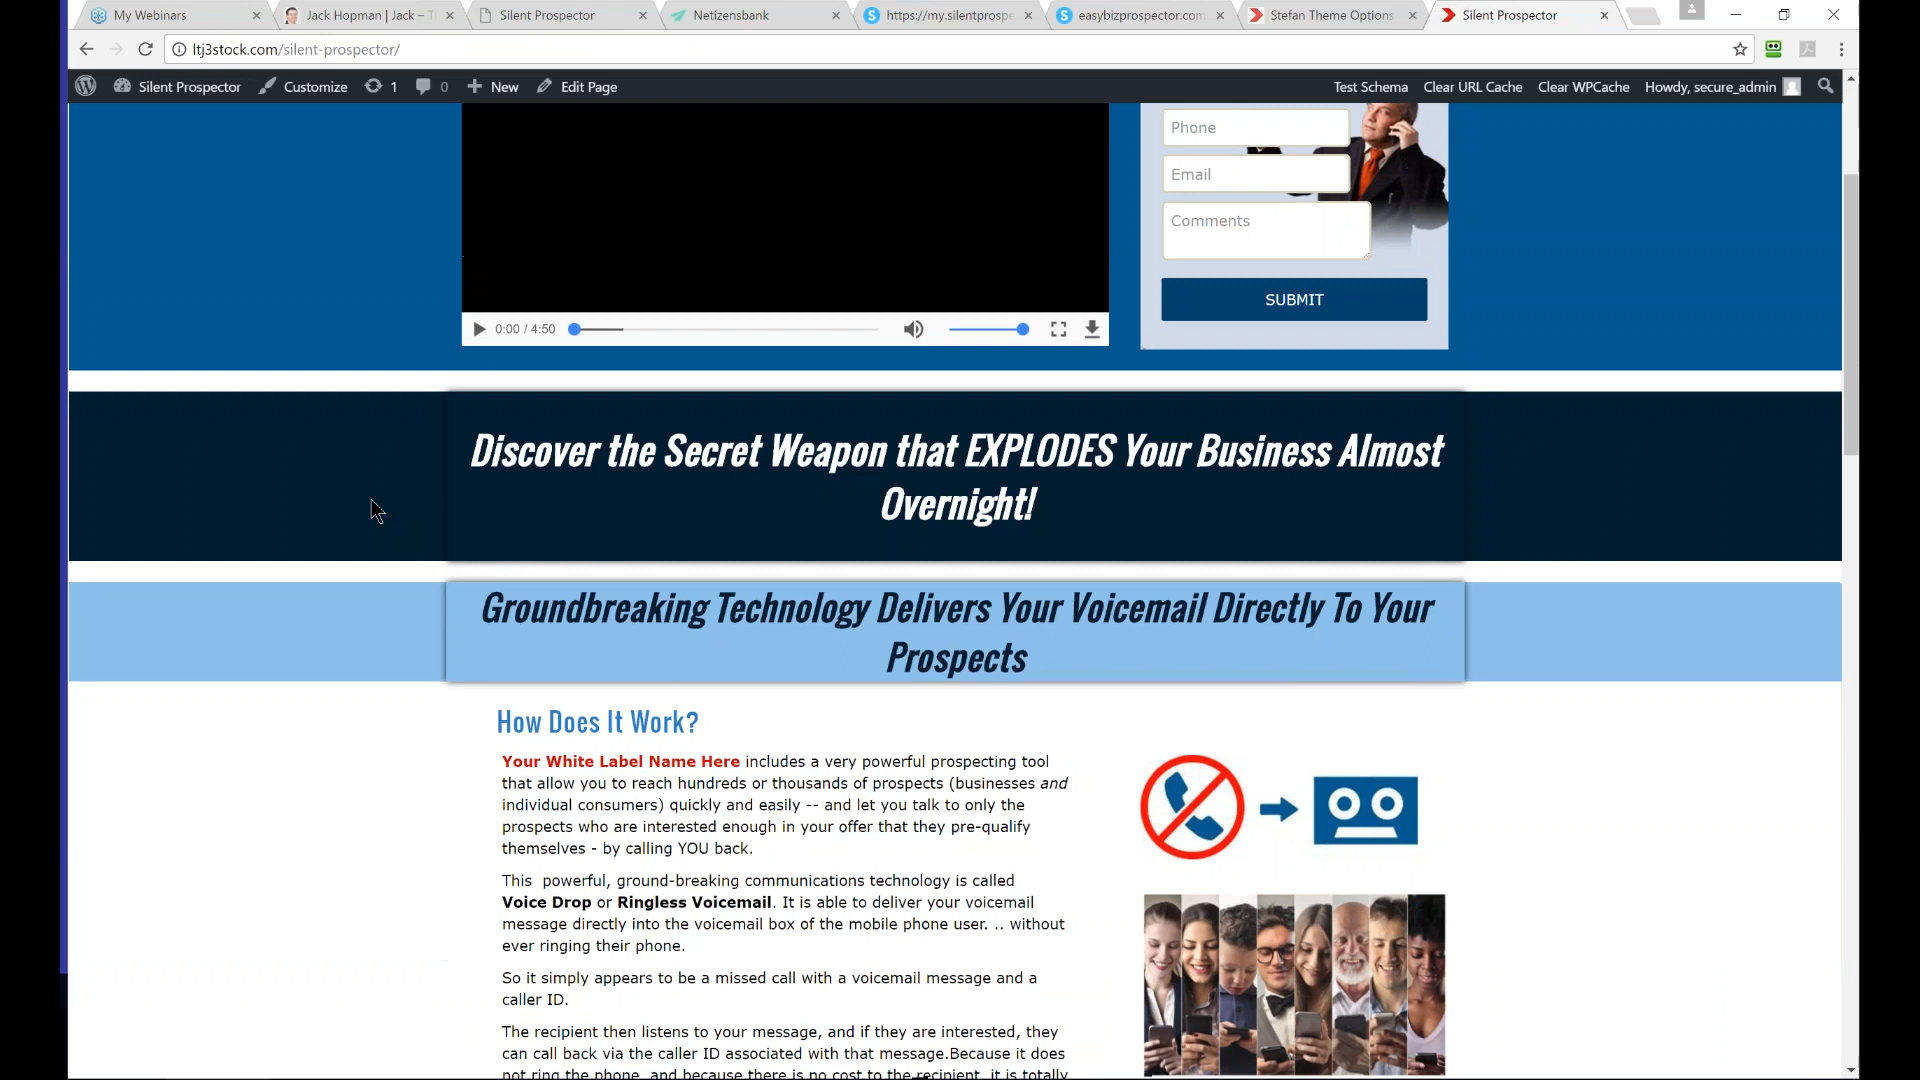 My Webinars
Jack Hopman | Jack – T
Silent Prospector
Netizensbank
https://my.silentprospe
easybizprospector.com
Stefan Theme Options
Silent Prospector
ltj3stock.com/silent-prospector/
Silent Prospector
Customize
1
0
New
Edit Page
Test Schema
Clear URL Cache
Clear WPCache
Howdy, secure_admin
Phone
Email
Comments
SUBMIT
0:00 / 4:50
Discover the Secret Weapon that EXPLODES Your Business Almost
Overnight!
Groundbreaking Technology Delivers Your Voicemail Directly To Your
Prospects
How Does It Work?
Your White Label Name Here includes a very powerful prospecting tool
that allow you to reach hundreds or thousands of prospects (businesses and
individual consumers) quickly and easily -- and let you talk to only the
prospects who are interested enough in your offer that they pre-qualify
themselves - by calling YOU back.
This powerful, ground-breaking communications technology is called
Voice Drop or Ringless Voicemail. It is able to deliver your voicemail
message directly into the voicemail box of the mobile phone user. .. without
ever ringing their phone.
So it simply appears to be a missed call with a voicemail message and a
caller ID.
The recipient then listens to your message, and if they are interested, they
can call back via the caller ID associated with that message.Because it does
not ring the phone, and because there is no cost to the recipient, it is totally